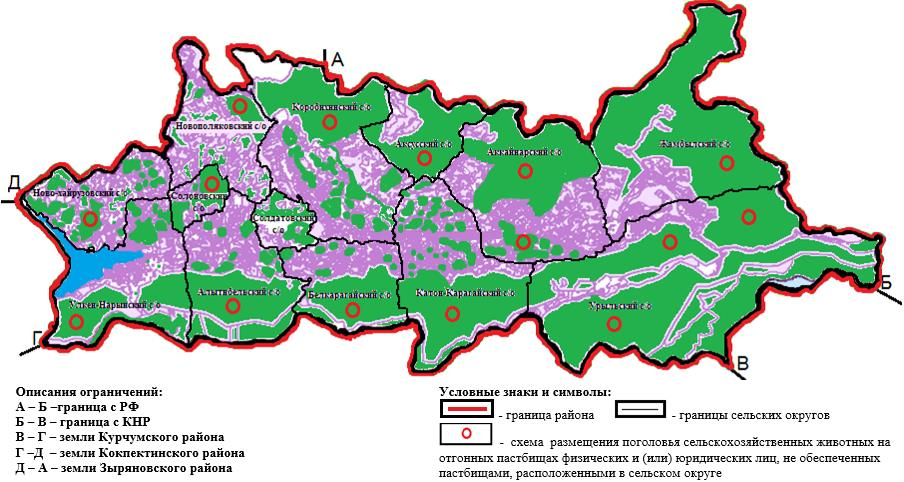 А
Коробихинский с/о
Новополяковский с/о
Аксусский с/о
Аккайнарский с/о
Жамбылский с/о
Д
Ново-хайрузовский с/о
Солоновский
с/о
Солдатовский
с/о
Улкен-Нарынский с/о
Алытнбельский с/о
Белкарагайский с/о
Катон-Карагайский с/о
Урыльский с/о
Б
Г
В
Описания ограничений:
А – Б –граница с РФ
Б – В – граница с КНР
В – Г – земли Курчумского района
Г –Д – земли Кокпектинского района
Д – А – земли Зыряновского района
Условные знаки и символы:
- граница района - границы сельских округов
- схема размещения поголовья сельскохозяйственных животных на
отгонных пастбищах физических и (или) юридических лиц, не обеспеченных
пастбищами, расположенными в сельском округе